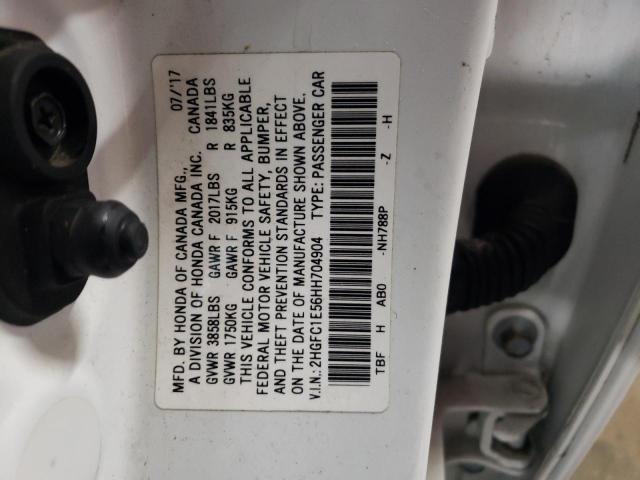 MFD. BY HONDA OF CANADA MFG., 07/'17
A DIVISION OF HONDA CANADA INC. CANADA
GVWR 3858LBS GAWR F 2017LBS R 1841LBS
GVWR 1750KG GAWR F 915KG R 835KG
THIS VEHICLE CONFORMS TO ALL APPLICABLE
FEDERAL MOTOR VEHICLE SAFETY, BUMPER,
AND THEFT PREVENTION STANDARDS IN EFFECT
ON THE DATE OF MANUFACTURE SHOWN ABOVE.
V.I.N.: 2HGFC1E56HH704904 TYPE: PASSENGER CAR
TBF H AB0 -NH788P -Z -H